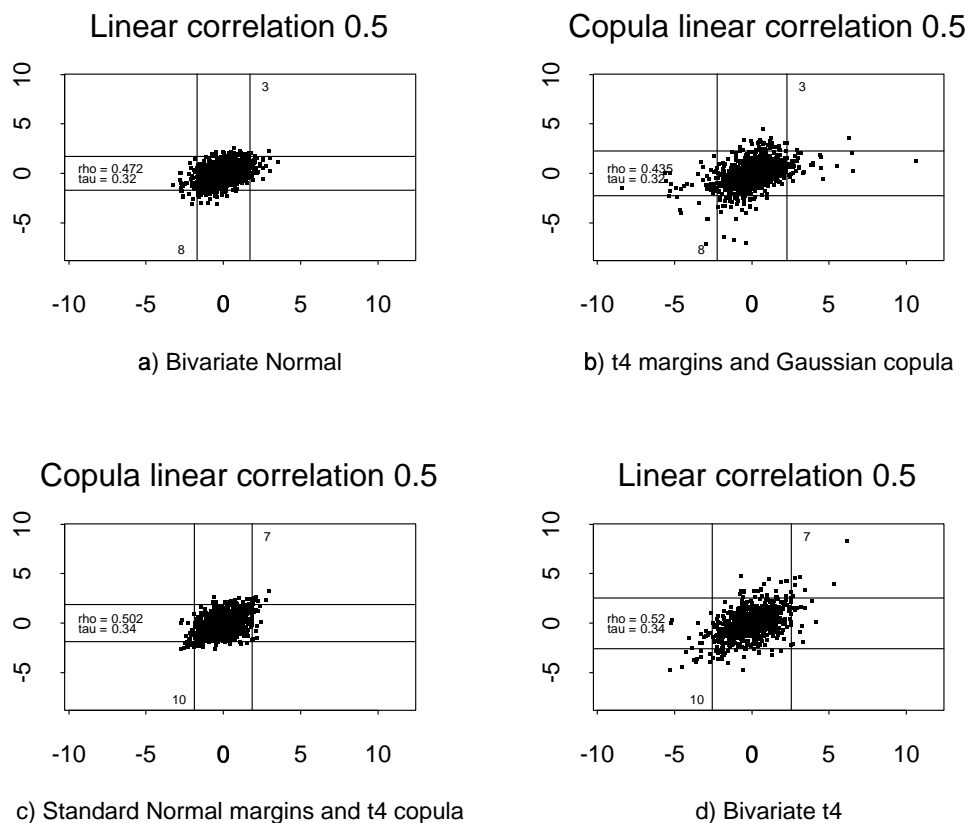 Linear correlation 0.5
10
5
0
-5
3
rho = 0.472
tau = 0.32
8
-10 -5 0 5 10
a) Bivariate Normal
Copula linear correlation 0.5
10
5
0
-5
3
rho = 0.435
tau = 0.32
8
-10 -5 0 5 10
b) t4 margins and Gaussian copula
Copula linear correlation 0.5
10
5
0
-5
7
rho = 0.502
tau = 0.34
10
-10 -5 0 5 10
c) Standard Normal margins and t4 copula
Linear correlation 0.5
10
5
0
-5
7
rho = 0.52
tau = 0.34
10
-10 -5 0 5 10
d) Bivariate t4